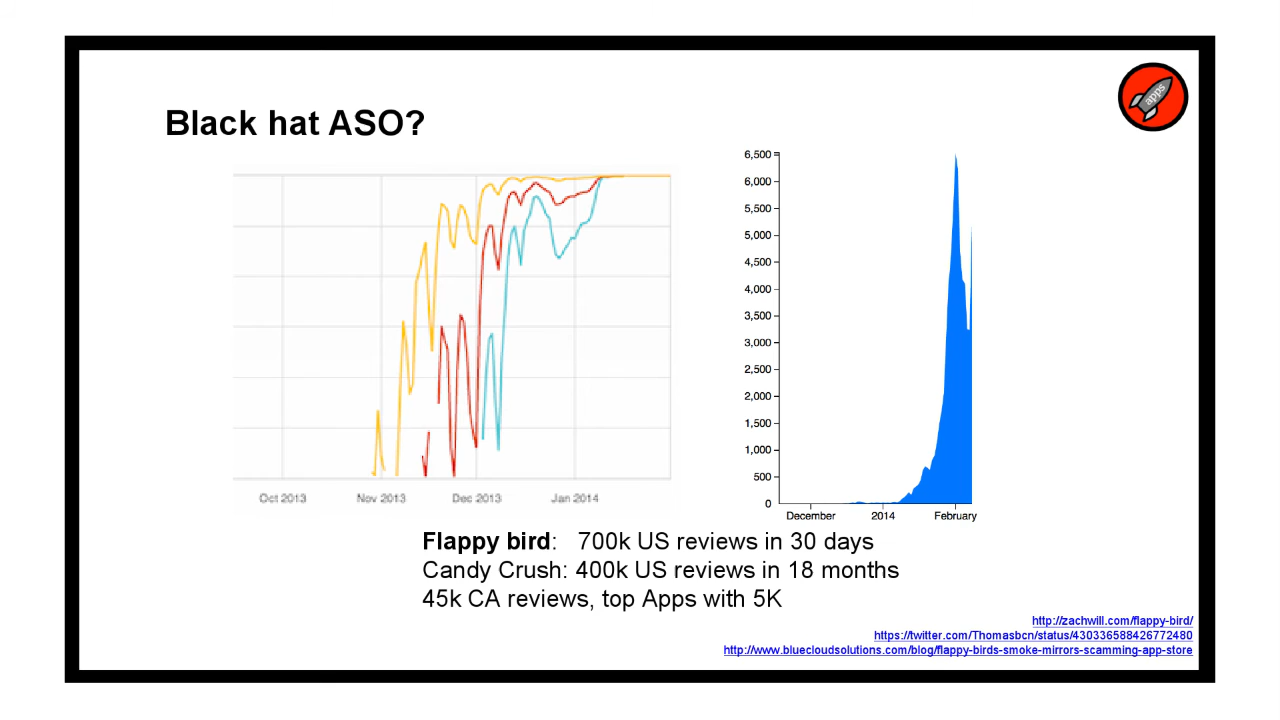 Black hat ASO?
apps
6,500
6,000
5,500
5,000
4,500
4,000
3,500
3,000
2,500
2,000
1,500
1,000
500
0
December 2014 February
Oct 2013 Nov 2013 Dec 2013 Jan 2014
Flappy bird: 700k US reviews in 30 days
Candy Crush: 400k US reviews in 18 months
45k CA reviews, top Apps with 5K
http://zachwill.com/flappy-bird/
https://twitter.com/Thomasbcn/status/430336588426772480
http://www.bluecloudsolutions.com/blog/flappy-birds-smoke-mirrors-scamming-app-store